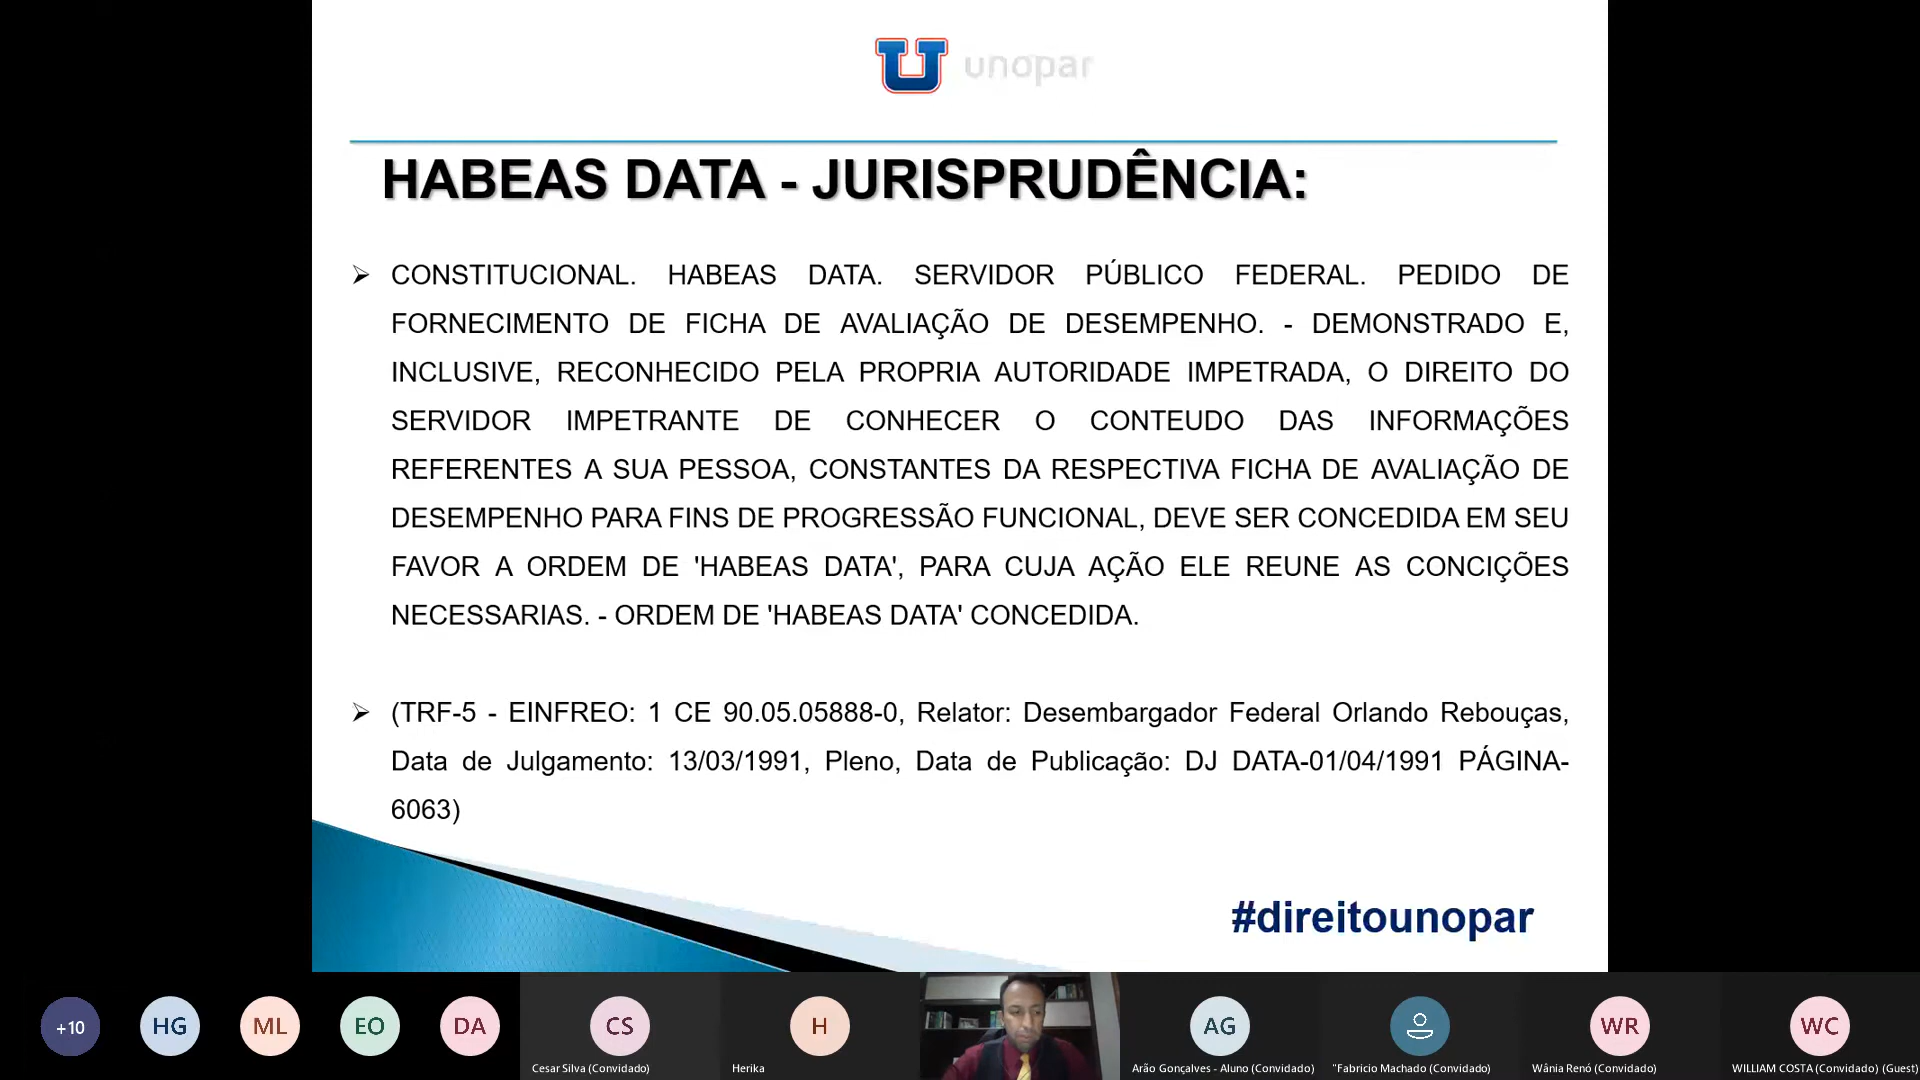 unopar
HABEAS DATA - JURISPRUDÊNCIA:
CONSTITUCIONAL. HABEAS DATA. SERVIDOR PÚBLICO FEDERAL. PEDIDO DE
FORNECIMENTO DE FICHA DE AVALIAÇÃO DE DESEMPENHO. - DEMONSTRADO E,
INCLUSIVE, RECONHECIDO PELA PROPRIA AUTORIDADE IMPETRADA, O DIREITO DO
SERVIDOR IMPETRANTE DE CONHECER O CONTEUDO DAS INFORMAÇÕES
REFERENTES A SUA PESSOA, CONSTANTES DA RESPECTIVA FICHA DE AVALIAÇÃO DE
DESEMPENHO PARA FINS DE PROGRESSÃO FUNCIONAL, DEVE SER CONCEDIDA EM SEU
FAVOR A ORDEM DE 'HABEAS DATA', PARA CUJA AÇÃO ELE REUNE AS CONCIÇÕES
NECESSARIAS. - ORDEM DE 'HABEAS DATA' CONCEDIDA.
(TRF-5 - EINFREO: 1 CE 90.05.05888-0, Relator: Desembargador Federal Orlando Rebouças,
Data de Julgamento: 13/03/1991, Pleno, Data de Publicação: DJ DATA-01/04/1991 PÁGINA-
6063)
#direitounopar
+10
HG
ML
EO
DA
CS
H
AG
WR
WC
Cesar Silva (Convidado)
Herika
Arão Gonçalves - Aluno (Convidado)
"Fabricio Machado (Convidado)
Wânia Renó (Convidado)
WILLIAM COSTA (Convidado) (Guest)